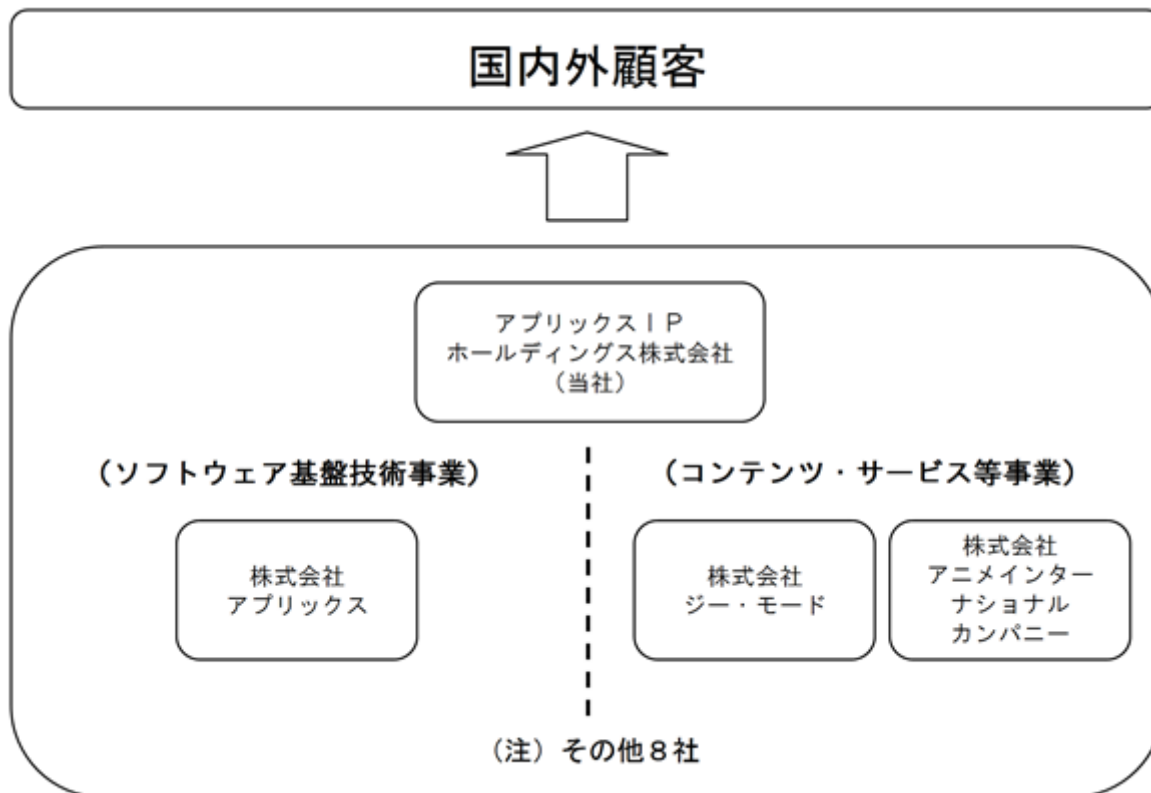 国内外顧客
アプリックスＩＰ
ホールディングス株式会社
（当社）
（ソフトウェア基盤技術事業）
（コンテンツ・サービス等事業）
株式会社
アプリックス
株式会社
ジー・モード
株式会社
アニメインター
ナショナル
カンパニー
（注）その他８社